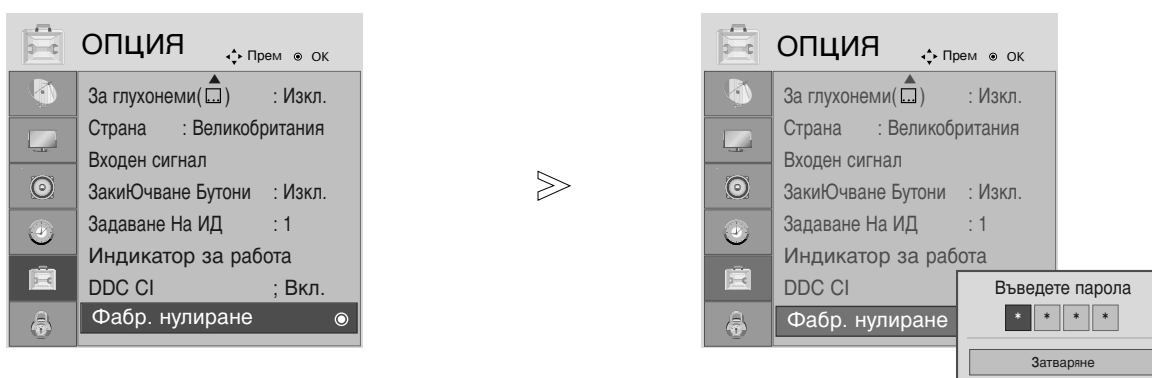 ОПЦИЯ
Прем ОК
За глухонеми( ) : Изкл.
Страна : Великобритания
Входен сигнал
ЗакиЮчване Бутони : Изкл.
Задаване На ИД : 1
Индикатор за работа
DDC CI ; Вкл.
Фабр. нулиране
ОПЦИЯ
Прем ОК
За глухонеми( ) : Изкл.
Страна : Великобритания
Входен сигнал
ЗакиЮчване Бутони : Изкл.
Задаване На ИД : 1
Индикатор за работа
DDC CI
Фабр. нулиране
Въведете парола
* * * *
Затваряне